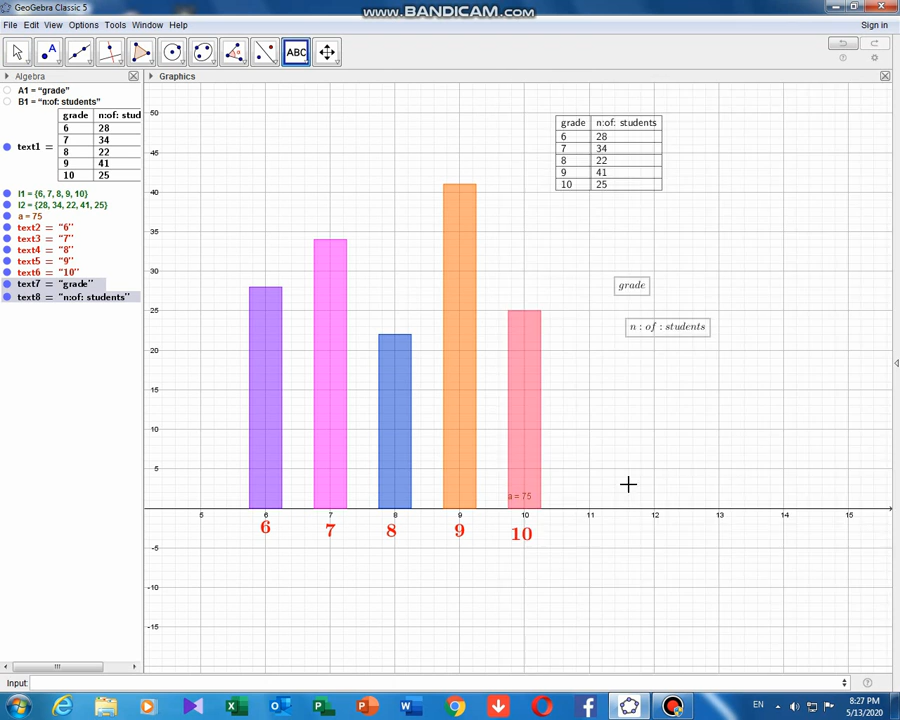 GeoGebra Classic 5
www.BANDICAM.com
File Edit View Options Tools Window Help
Sign in
ABC
Algebra
Graphics
A1 = “grade”
B1 = “n:of: students”
text1 =
grade n:of: stud
6 28
7 34
8 22
9 41
10 25
l1 = {6, 7, 8, 9, 10}
l2 = {28, 34, 22, 41, 25}
a = 75
text2 = “6”
text3 = “7”
text4 = “8”
text5 = “9”
text6 = “10”
text7 = “grade”
text8 = “n:of: students”
50
45
40
35
30
25
20
15
10
5
-5
-10
-15
grade n:of: students
6 28
7 34
8 22
9 41
10 25
grade
n : of : students
a = 75
5 6 7 8 9 10 11 12 13 14 15
6 7 8 9 10
Input:
EN
8:27 PM
5/13/2020